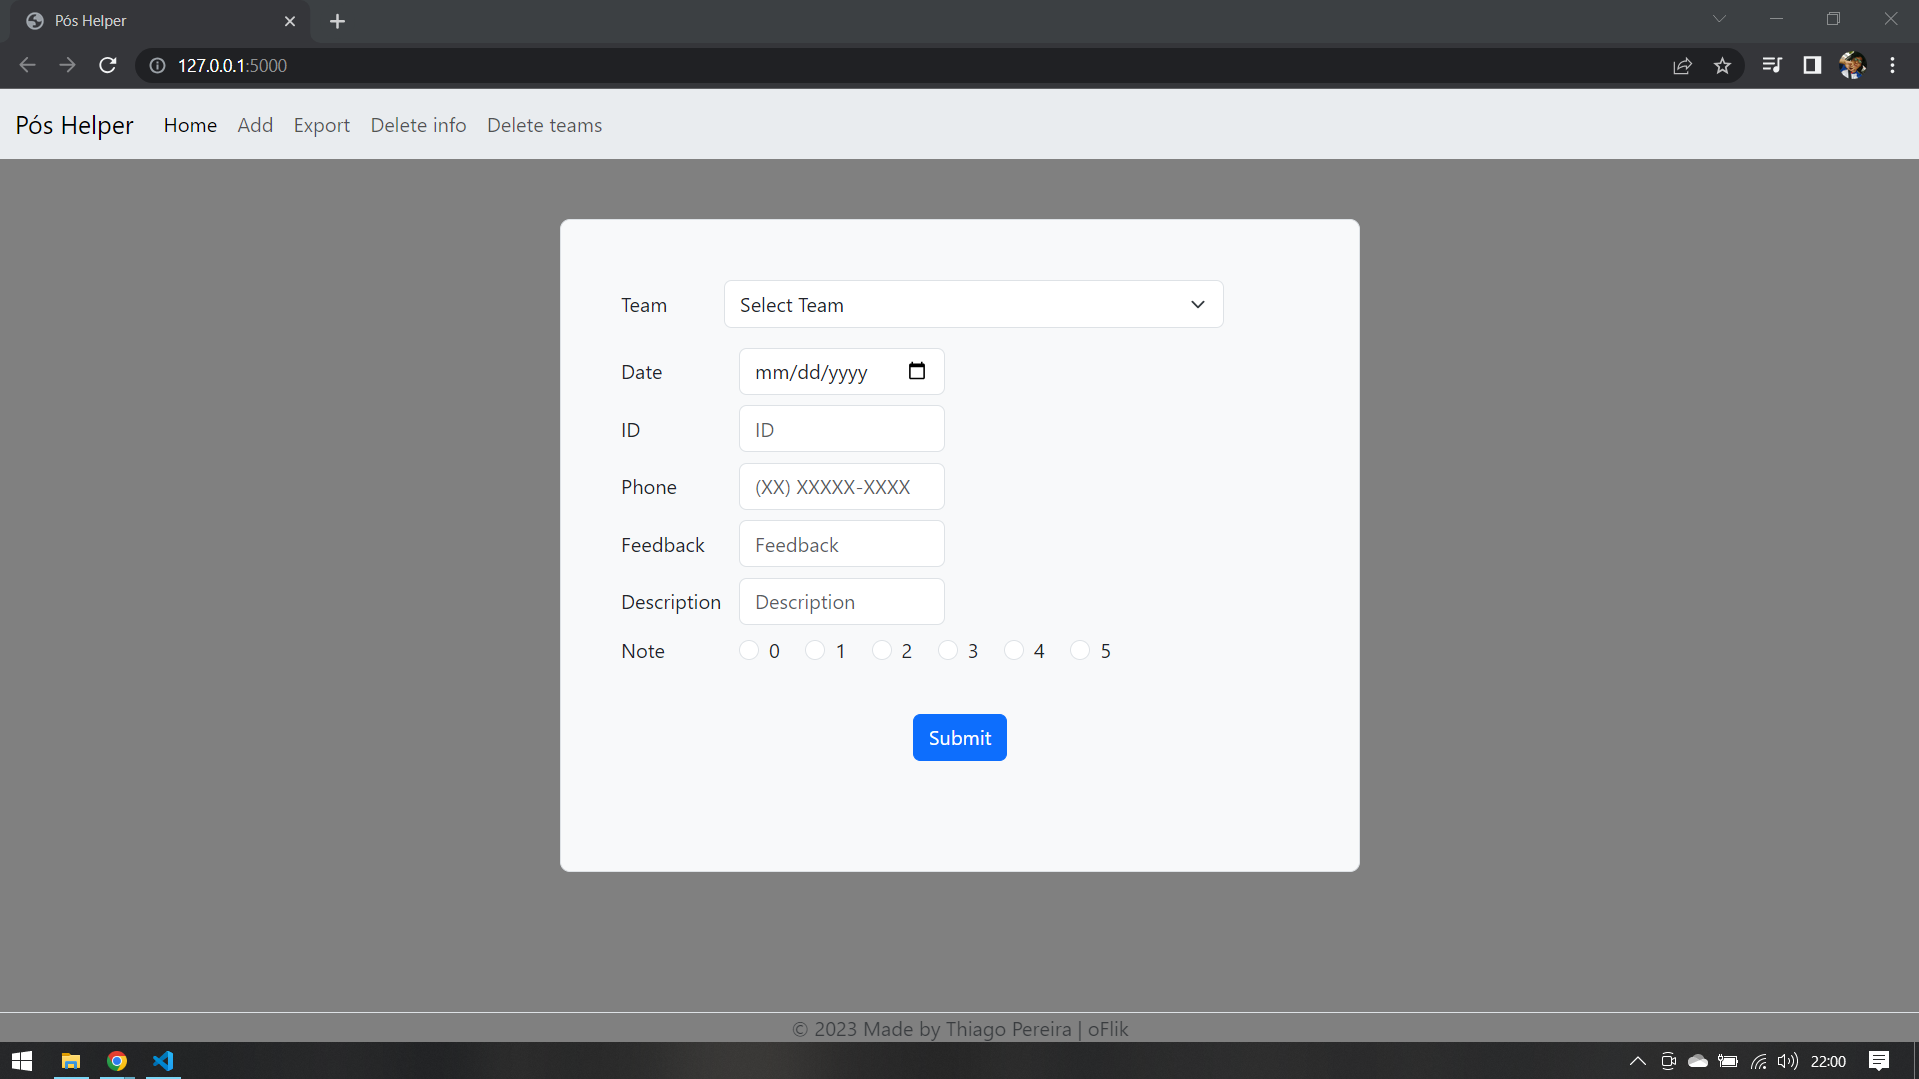 Pós Helper
127.0.0.1:5000
Pós Helper Home Add Export Delete info Delete teams
Team Select Team
Date mm/dd/yyyy
ID ID
Phone (XX) XXXXX-XXXX
Feedback Feedback
Description Description
Note 0 1 2 3 4 5
Submit
© 2023 Made by Thiago Pereira | oFlik
22:00